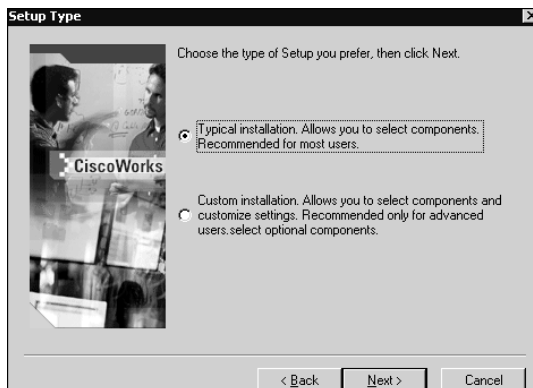 Setup Type
Choose the type of Setup you prefer, then click Next.
Typical installation. Allows you to select components.
Recommended for most users.
CiscoWorks
Custom installation. Allows you to select components and
customize settings. Recommended only for advanced
users.select optional components.
< Back
Next >
Cancel